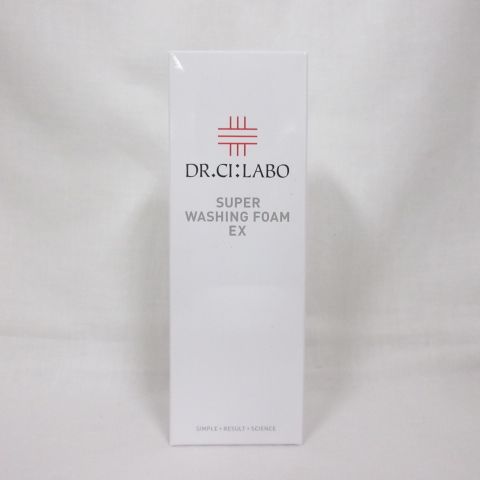 DR.CI:LABO
SUPER
WASHING FOAM
EX
SIMPLE • RESULT • SCIENCE